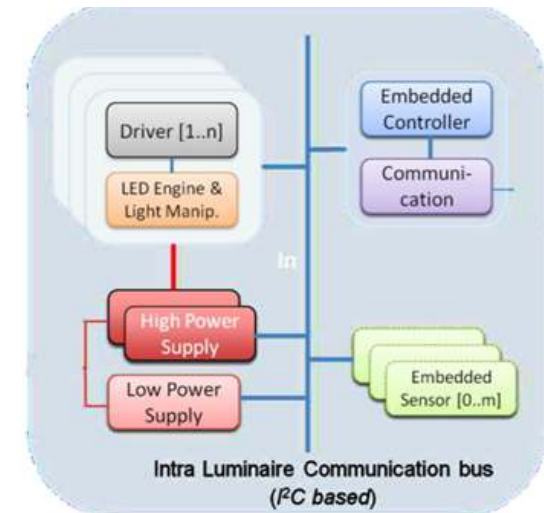 Driver [1..n]
LED Engine &
Light Manip.
Embedded
Controller
Communi-
cation
In
High Power
Supply
Low Power
Supply
Embedded
Sensor [0..m]
Intra Luminaire Communication bus
(I²C based)